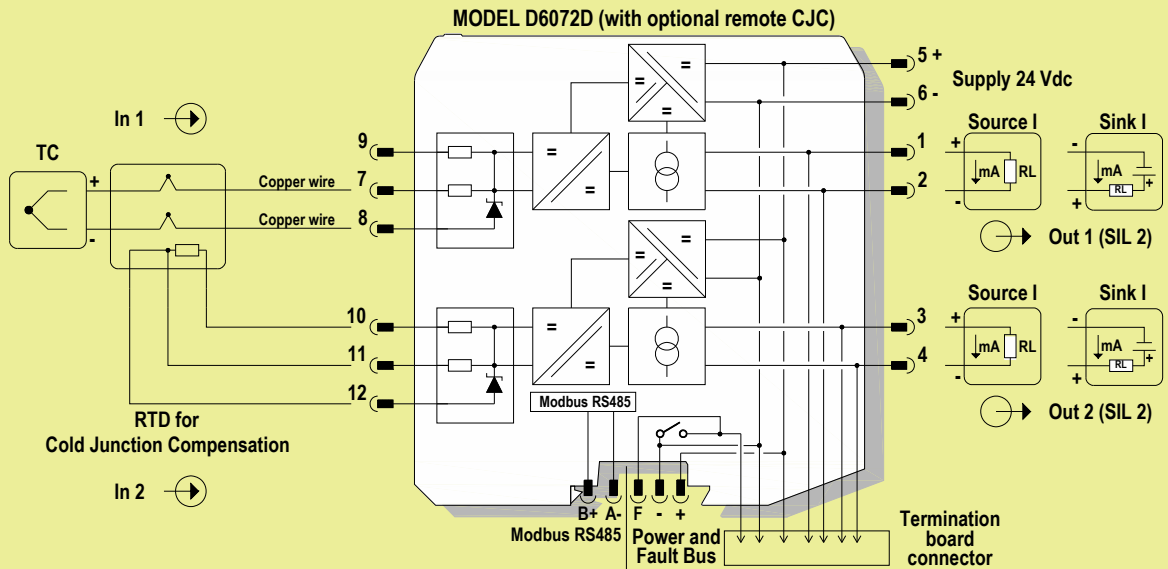 MODEL D6072D (with optional remote CJC)
5 +
Supply 24 Vdc
6 -
In 1
TC
+
-
Copper wire
Copper wire
9
7
8
=
=
=
=
1
2
Source I
Sink I
+
mA
RL
-
-
mA
RL
+
+
Out 1 (SIL 2)
10
11
12
=
=
=
=
3
4
Source I
Sink I
+
mA
RL
-
-
mA
RL
+
+
Out 2 (SIL 2)
RTD for
Cold Junction Compensation
In 2
Modbus RS485
B+
A-
F
-
+
Modbus RS485
Power and
Fault Bus
Termination
board
connector